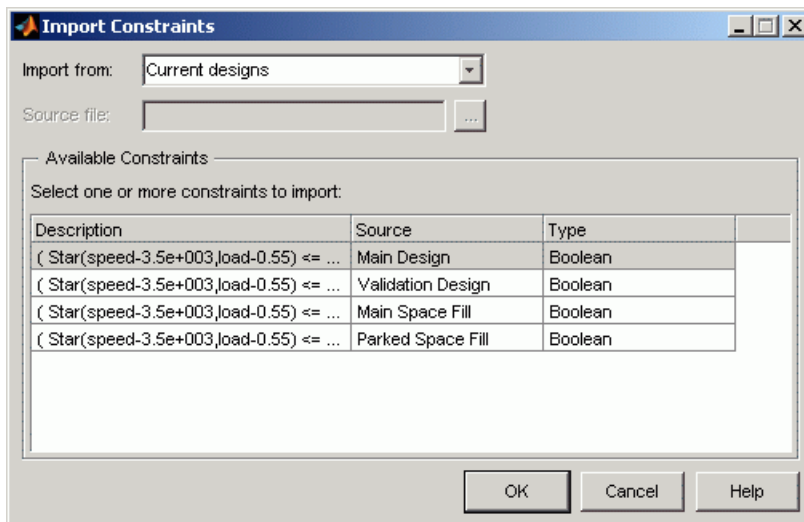 Import Constraints
Import from: Current designs
Source file: ...
Available Constraints
Select one or more constraints to import:
Description Source Type
( Star(speed-3.5e+003,load-0.55) <= ... Main Design Boolean
( Star(speed-3.5e+003,load-0.55) <= ... Validation Design Boolean
( Star(speed-3.5e+003,load-0.55) <= ... Main Space Fill Boolean
( Star(speed-3.5e+003,load-0.55) <= ... Parked Space Fill Boolean
OK Cancel Help